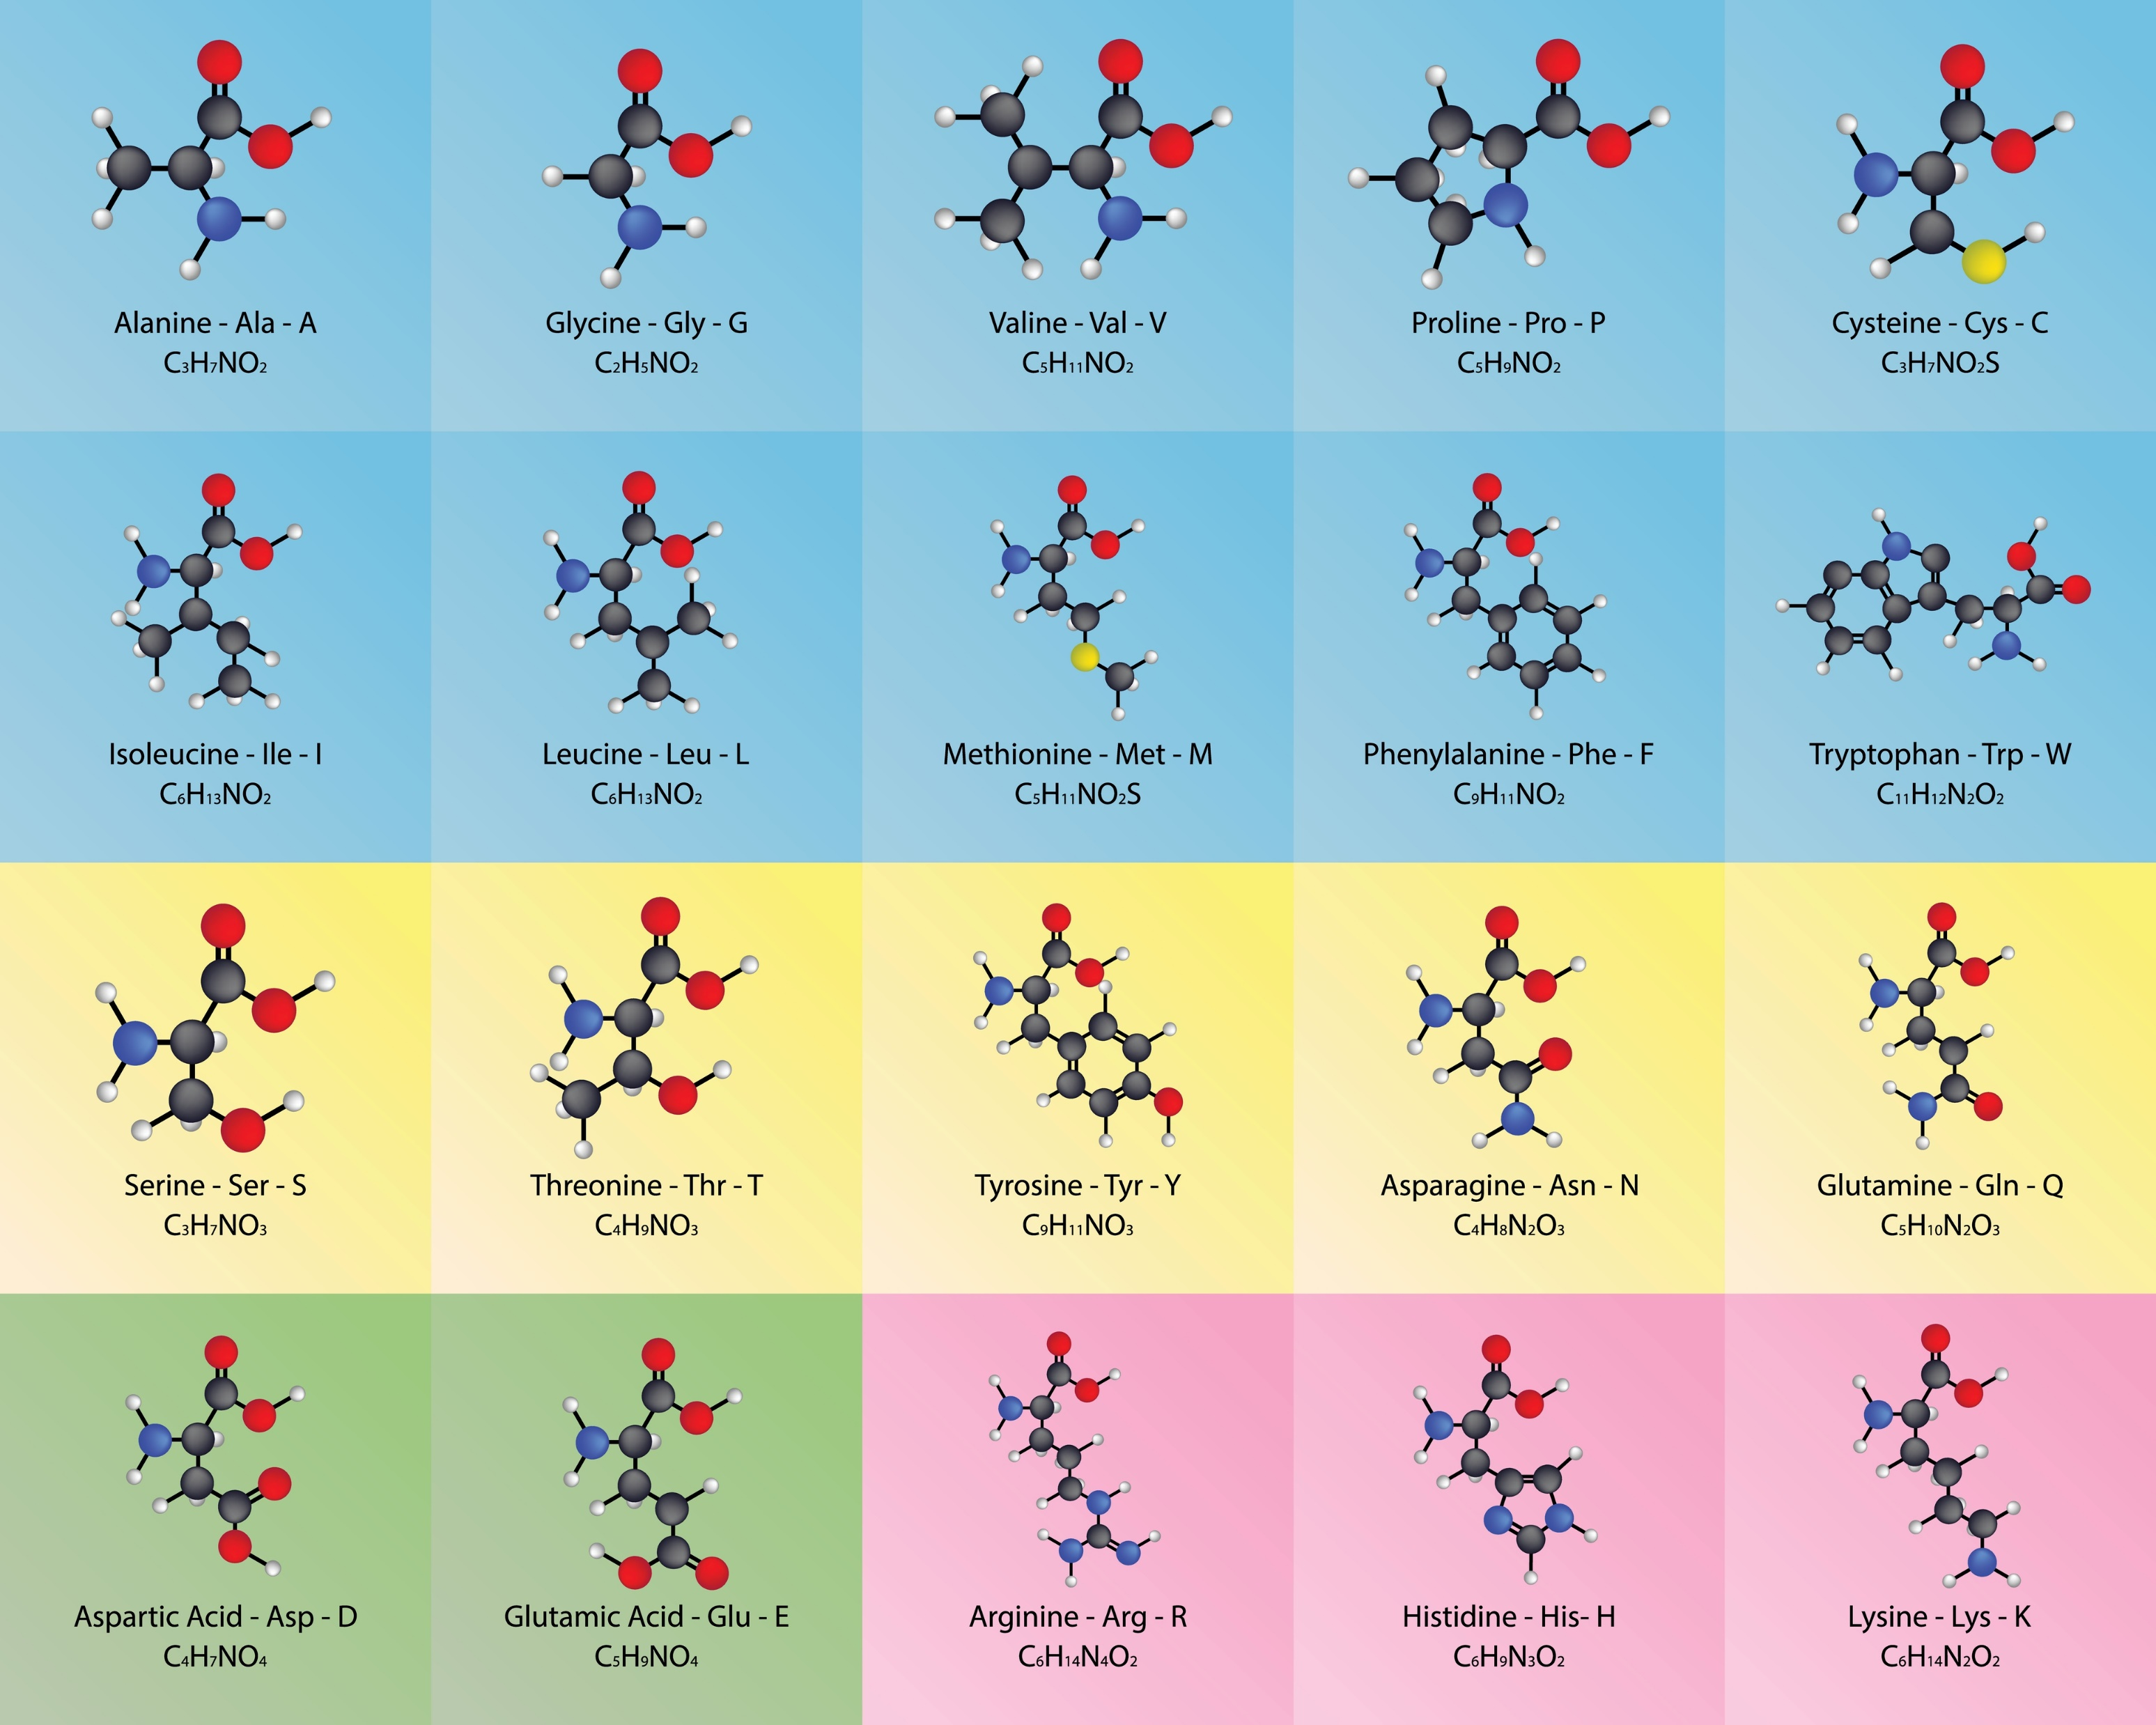 Alanine - Ala - A
C₃H₇NO₂
Glycine - Gly - G
C₂H₅NO₂
Valine - Val - V
C₅H₁₁NO₂
Proline - Pro - P
C₅H₉NO₂
Cysteine - Cys - C
C₃H₇NO₂S
Isoleucine - Ile - I
C₆H₁₃NO₂
Leucine - Leu - L
C₆H₁₃NO₂
Methionine - Met - M
C₅H₁₁NO₂S
Phenylalanine - Phe - F
C₉H₁₁NO₂
Tryptophan - Trp - W
C₁₁H₁₂N₂O₂
Serine - Ser - S
C₃H₇NO₃
Threonine - Thr - T
C₄H₉NO₃
Tyrosine - Tyr - Y
C₉H₁₁NO₃
Asparagine - Asn - N
C₄H₈N₂O₃
Glutamine - Gln - Q
C₅H₁₀N₂O₃
Aspartic Acid - Asp - D
C₄H₇NO₄
Glutamic Acid - Glu - E
C₅H₉NO₄
Arginine - Arg - R
C₆H₁₄N₄O₂
Histidine - His- H
C₆H₉N₃O₂
Lysine - Lys - K
C₆H₁₄N₂O₂